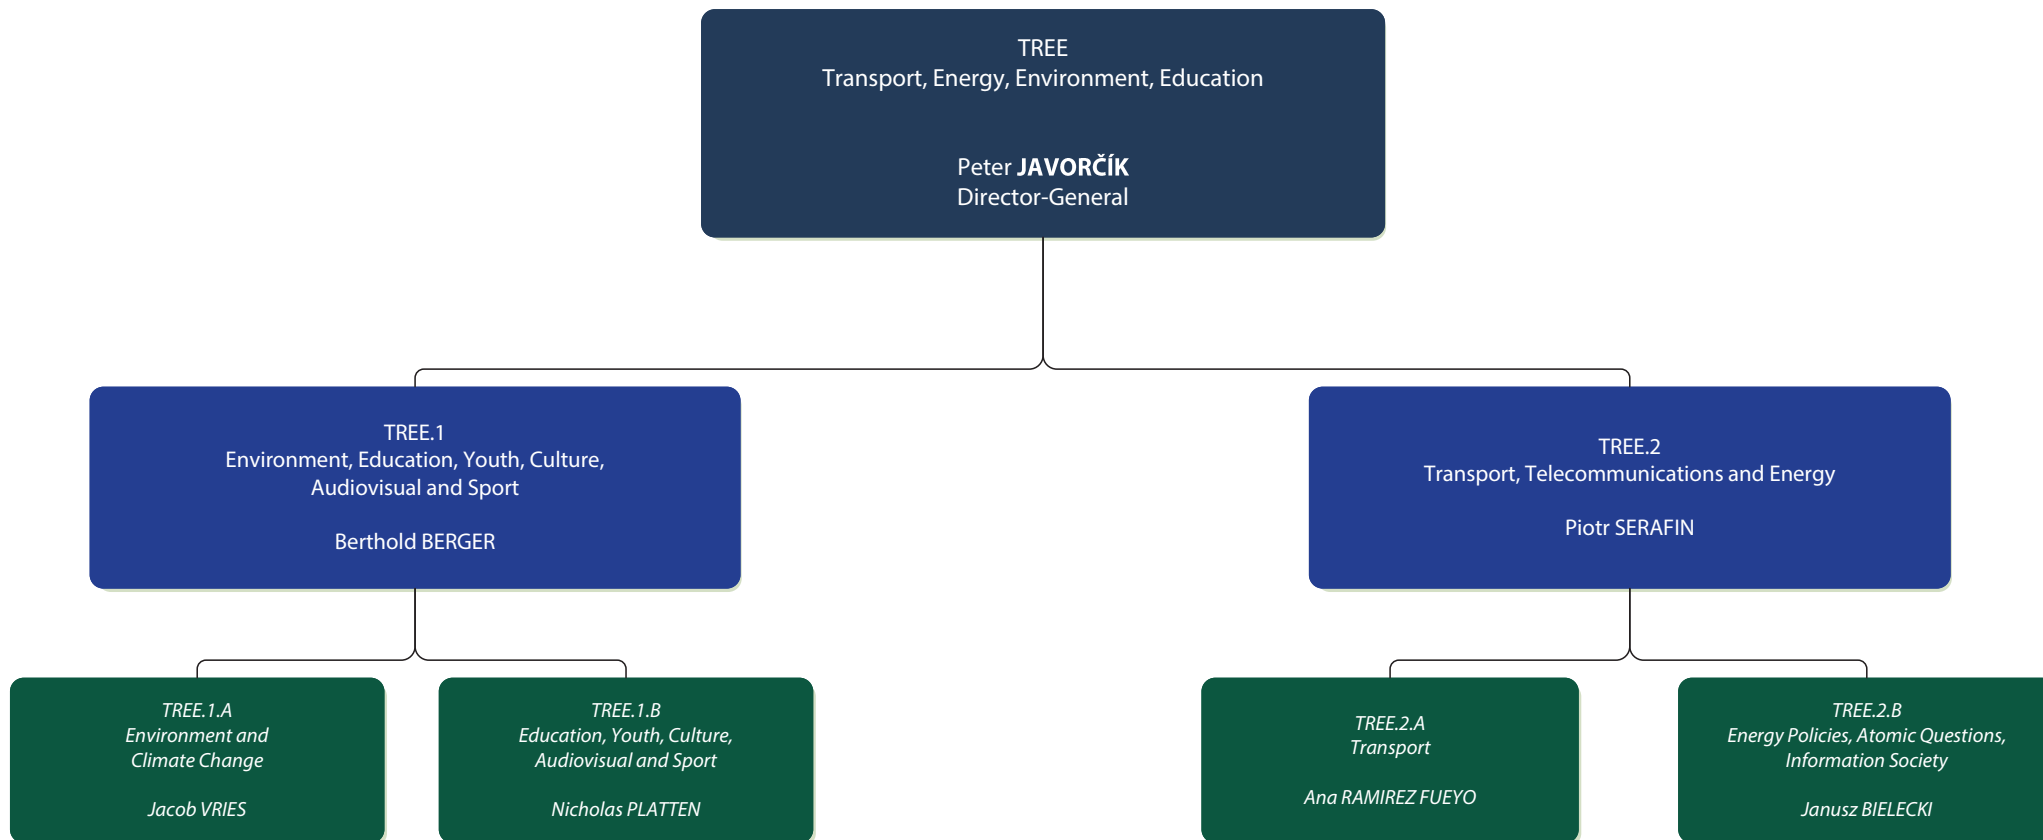 TREE
Transport, Energy, Environment, Education
Peter JAVORČÍK
Director-General
TREE.1
Environment, Education, Youth, Culture,
Audiovisual and Sport
Berthold BERGER
TREE.2
Transport, Telecommunications and Energy
Piotr SERAFIN
TREE.1.A
Environment and
Climate Change
Jacob VRIES
TREE.1.B
Education, Youth, Culture,
Audiovisual and Sport
Nicholas PLATTEN
TREE.2.A
Transport
Ana RAMIREZ FUEYO
TREE.2.B
Energy Policies, Atomic Questions,
Information Society
Janusz BIELECKI